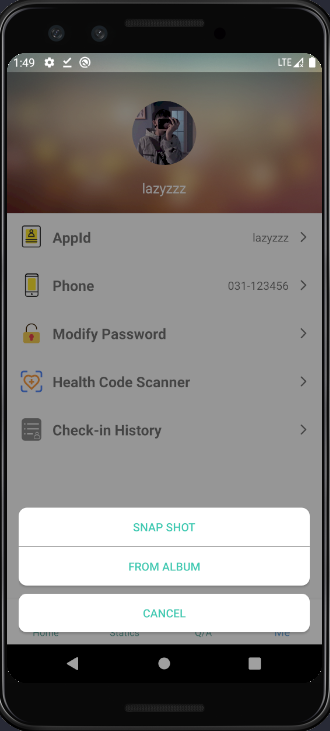 1:49 LTE
lazyzzz
AppId lazyzzz
Phone 031-123456
Modify Password
Health Code Scanner
Check-in History
SNAP SHOT
FROM ALBUM
CANCEL
Home Statics Q/A Me